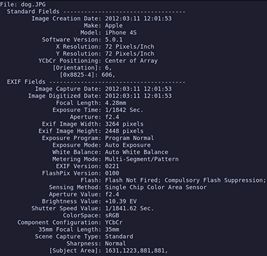 File: dog.JPG
Standard Fields -----------------------------------
Image Creation Date: 2012:03:11 12:01:53
Make: Apple
Model: iPhone 4S
Software Version: 5.0.1
X Resolution: 72 Pixels/Inch
Y Resolution: 72 Pixels/Inch
YCbCr Positioning: Center of Array
[Orientation]: 6,
[0x8825-4]: 606,
EXIF Fields ---------------------------------------
Image Capture Date: 2012:03:11 12:01:53
Image Digitized Date: 2012:03:11 12:01:53
Focal Length: 4.28mm
Exposure Time: 1/1842 Sec.
Aperture: f2.4
Exif Image Width: 3264 pixels
Exif Image Height: 2448 pixels
Exposure Program: Program Normal
Exposure Mode: Auto Exposure
White Balance: Auto White Balance
Metering Mode: Multi-Segment/Pattern
EXIF Version: 0221
FlashPix Version: 0100
Flash: Flash Not Fired; Compulsory Flash Suppression;
Sensing Method: Single Chip Color Area Sensor
Aperture Value: f2.4
Brightness Value: +10.39 EV
Shutter Speed Value: 1/1841.62 Sec.
ColorSpace: sRGB
Component Configuration: YCbCr
35mm Focal Length: 35mm
Scene Capture Type: Standard
Sharpness: Normal
[Subject Area]: 1631,1223,881,881,